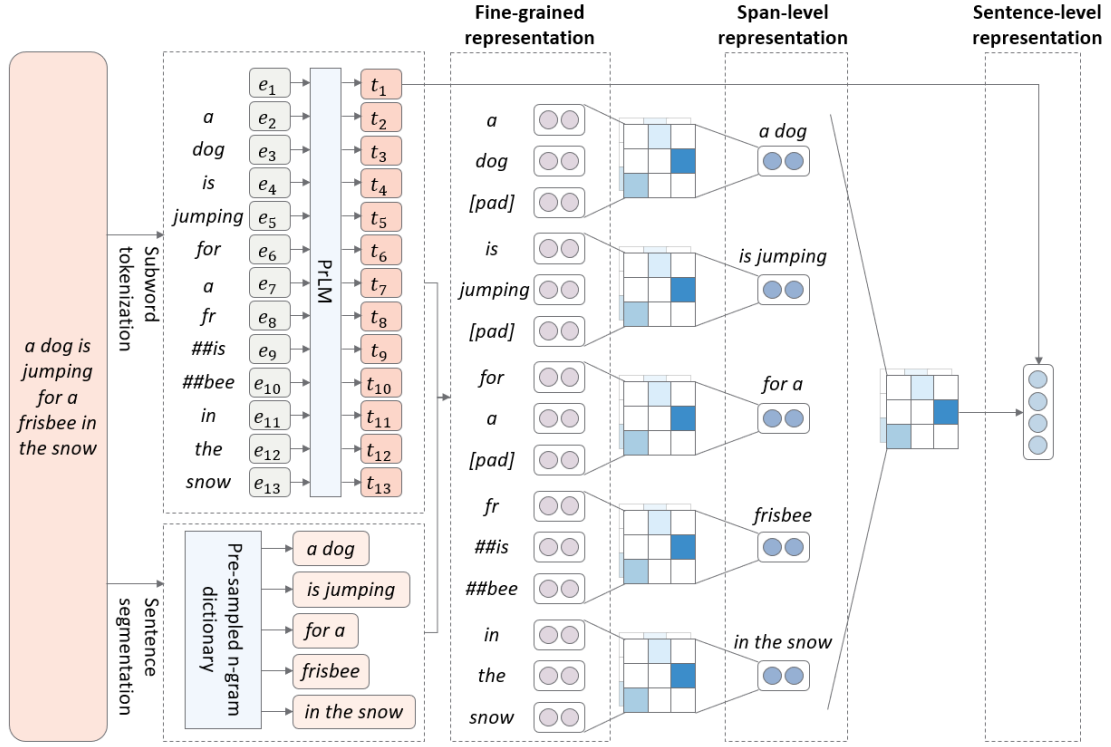 Fine-grained
representation
Span-level
representation
Sentence-level
representation
a dog is
jumping
for a
frisbee in
the snow
Subword
tokenization
e1 t1
a e2 t2
dog e3 t3
is e4 t4
jumping e5 t5
for e6 t6
a e7 t7
fr e8 t8
##is e9 t9
##bee e10 t10
in e11 t11
the e12 t12
snow e13 t13
PrLM
Sentence
segmentation
Pre-sampled n-gram
dictionary
a dog
is jumping
for a
frisbee
in the snow
a
dog
[pad]
a dog
is
jumping
[pad]
is jumping
for
a
[pad]
for a
fr
##is
##bee
frisbee
in
the
snow
in the snow